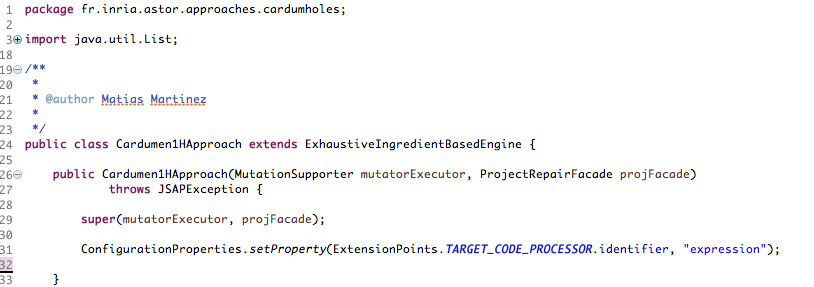 1 package fr.inria.astor.approaches.cardumholes;
2
3 import java.util.List;
18
19 /**
20 *
21 * @author Matias Martinez
22 *
23 */
24 public class Cardumen1HApproach extends ExhaustiveIngredientBasedEngine {
25
26 public Cardumen1HApproach(MutationSupporter mutatorExecutor, ProjectRepairFacade projFacade)
27 throws JSAPException {
28
29 super(mutatorExecutor, projFacade);
30
31 ConfigurationProperties.setProperty(ExtensionPoints.TARGET_CODE_PROCESSOR.identifier, "expression");
32
33 }